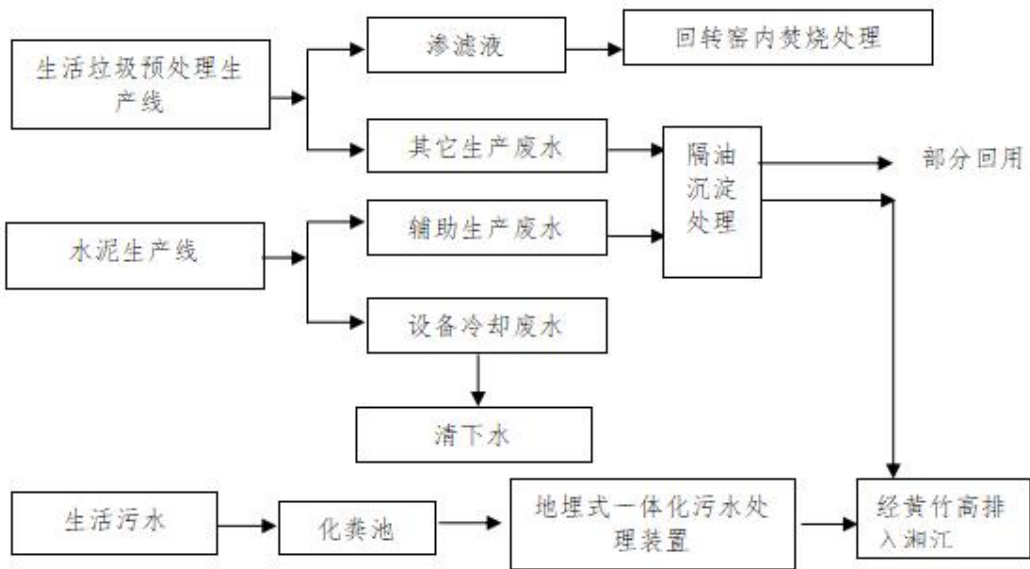 渗滤液
回转窑内焚烧处理
生活垃圾预处理生
产线
其它生产废水
隔油
沉淀
处理
部分回用
辅助生产废水
水泥生产线
设备冷却废水
清下水
生活污水
化粪池
地埋式一体化污水处
理装置
经黄竹高排
入湘江